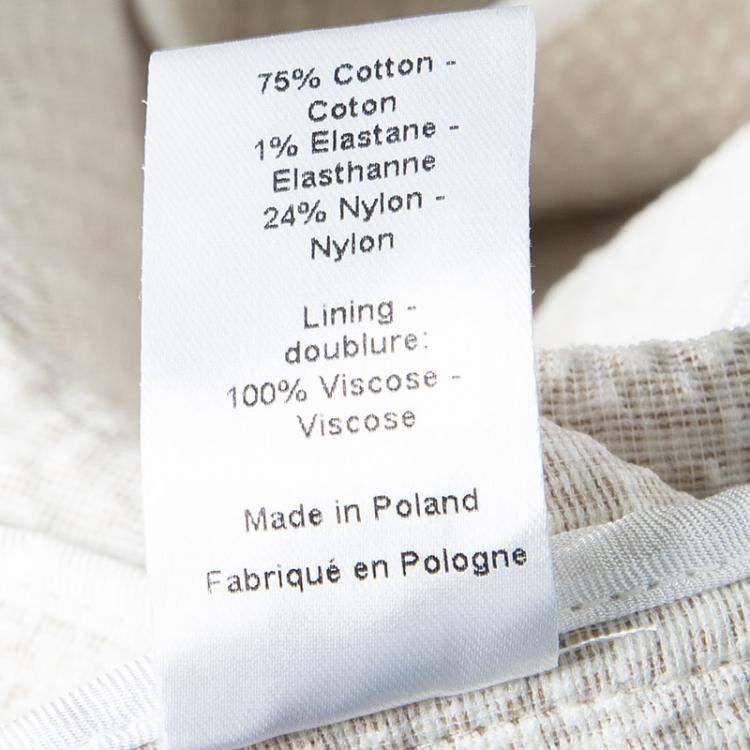 75% Cotton -
Coton
1% Elastane -
Elasthanne
24% Nylon -
Nylon
Lining -
doublure:
100% Viscose -
Viscose
Made in Poland
Fabriqué en Pologne